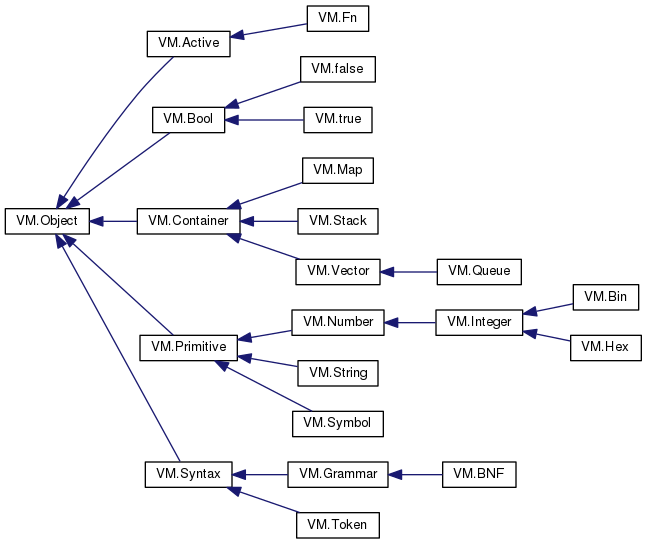 VM.Fn
VM.Active
VM.false
VM.Bool
VM.true
VM.Map
VM.Object
VM.Container
VM.Stack
VM.Vector
VM.Queue
VM.Bin
VM.Number
VM.Integer
VM.Primitive
VM.Hex
VM.String
VM.Symbol
VM.Syntax
VM.Grammar
VM.BNF
VM.Token